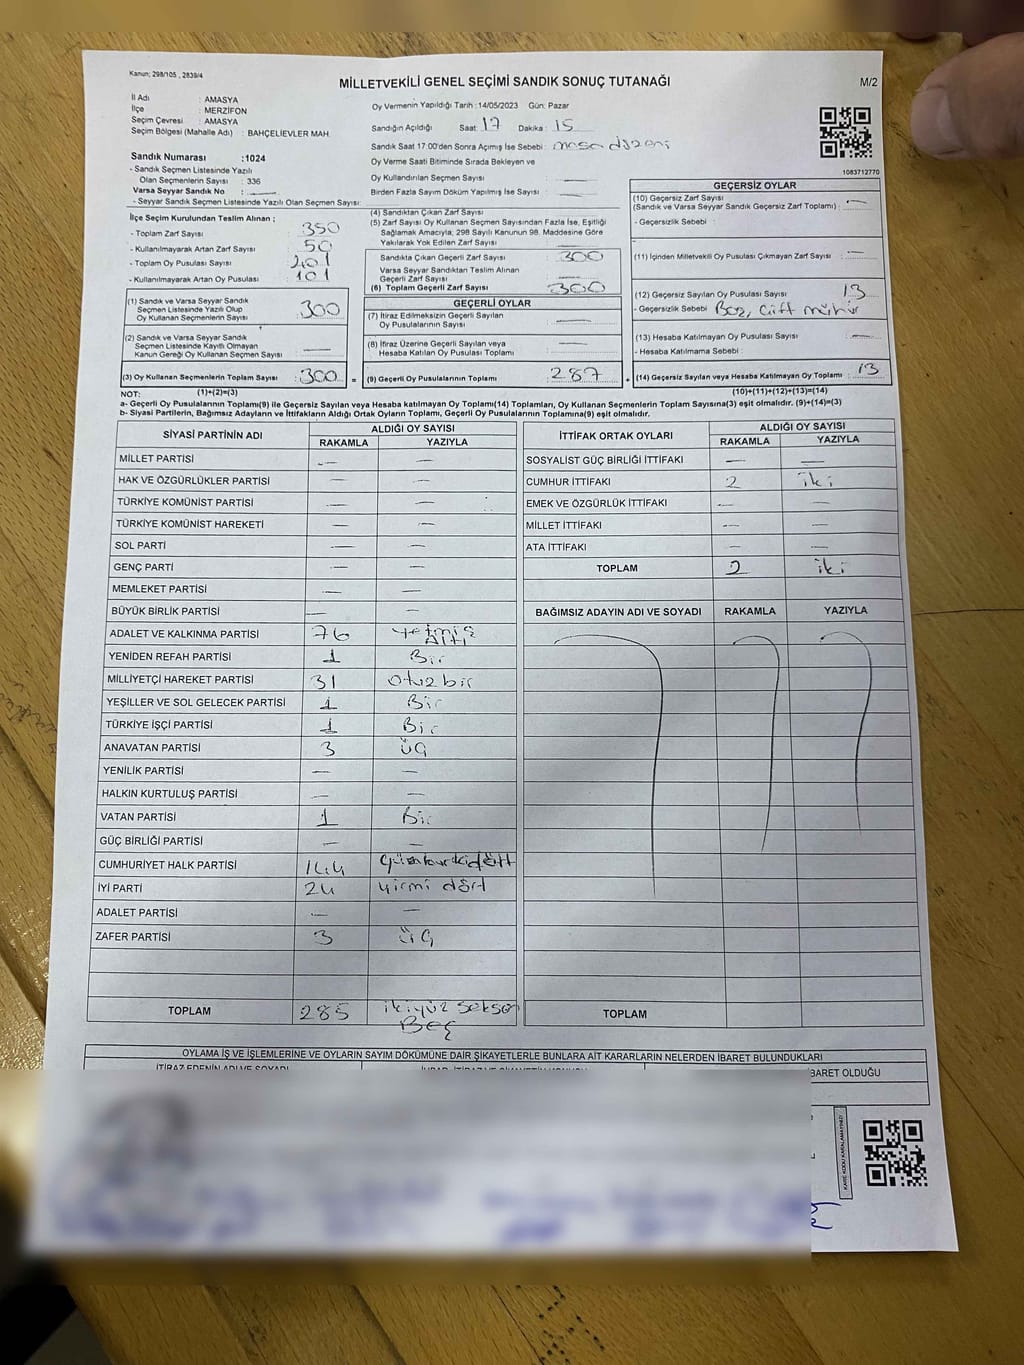 Kanun; 298/105 , 2839/4
MİLLETVEKİLİ GENEL SEÇİMİ SANDIK SONUÇ TUTANAĞI
M/2
İl Adı : AMASYA
İlçe : MERZİFON
Seçim Çevresi : AMASYA
Seçim Bölgesi (Mahalle Adı) : BAHÇELİEVLER MAH.
Sandık Numarası :1024
- Sandık Seçmen Listesinde Yazılı
Olan Seçmenlerin Sayısı : 336
Varsa Seyyar Sandık No :
- Seyyar Sandık Seçmen Listesinde Yazılı Olan Seçmen Sayısı:
Oy Vermenin Yapıldığı Tarih :14/05/2023 Gün: Pazar
Sandığın Açıldığı Saat : 17 Dakika : 15
Sandık Saat 17:00'den Sonra Açımış İse Sebebi : masa düzeni
Oy Verme Saati Bitiminde Sırada Bekleyen ve
Oy Kullandırılan Seçmen Sayısı : —
Birden Fazla Sayım Döküm Yapılmış İse Sayısı : —
1083712770
İlçe Seçim Kurulundan Teslim Alınan ;
- Toplam Zarf Sayısı : 350
- Kullanılmayarak Artan Zarf Sayısı : 50
- Toplam Oy Pusulası Sayısı : 401
- Kullanılmayarak Artan Oy Pusulası : 101
(1) Sandık ve Varsa Seyyar Sandık
Seçmen Listesinde Yazılı Olup
Oy Kullanan Seçmenlerin Sayısı : 300
(2) Sandık ve Varsa Seyyar Sandık
Seçmen Listesinde Kayıtlı Olmayan
Kanun Gereği Oy Kullanan Seçmen Sayısı : —
(3) Oy Kullanan Seçmenlerin Toplam Sayısı : 300 =
(4) Sandıktan Çıkan Zarf Sayısı
(5) Zarf Sayısı Oy Kullanan Seçmen Sayısından Fazla İse, Eşitliği
Sağlamak Amacıyla; 298 Sayılı Kanunun 98. Maddesine Göre
Yakılarak Yok Edilen Zarf Sayısı : —
Sandıkta Çıkan Geçerli Zarf Sayısı : 300
Varsa Seyyar Sandıktan Teslim Alınan
Geçerli Zarf Sayısı : —
(6) Toplam Geçerli Zarf Sayısı : 300
GEÇERLİ OYLAR
(7) İtiraz Edilmeksizin Geçerli Sayılan
Oy Pusulalarının Sayısı : —
(8) İtiraz Üzerine Geçerli Sayılan veya
Hesaba Katılan Oy Pusulası Toplamı : —
(9) Geçerli Oy Pusulalarının Toplamı : 287 +
GEÇERSİZ OYLAR
(10) Geçersiz Zarf Sayısı
(Sandık ve Varsa Seyyar Sandık Geçersiz Zarf Toplamı) : —
- Geçersizlik Sebebi :
(11) İçinden Milletvekili Oy Pusulası Çıkmayan Zarf Sayısı : —
(12) Geçersiz Sayılan Oy Pusulası Sayısı : 13
- Geçersizlik Sebebi : Boş, Çift mühür
(13) Hesaba Katılmayan Oy Pusulası Sayısı : —
- Hesaba Katılmama Sebebi :
(14) Geçersiz Sayılan veya Hesaba Katılmayan Oy Toplamı : 13
NOT: (1)+(2)=(3) (10)+(11)+(12)+(13)=(14)
a- Geçerli Oy Pusulalarının Toplamı(9) ile Geçersiz Sayılan veya Hesaba Katılmayan Oy Toplamı(14) Toplamları, Oy Kullanan Seçmenlerin Toplam Sayısına(3) eşit olmalıdır. (9)+(14)=(3)
b- Siyasi Partilerin, Bağımsız Adayların ve İttifakların Aldığı Ortak Oyların Toplamı, Geçerli Oy Pusulalarının Toplamına(9) eşit olmalıdır.
SİYASİ PARTİNİN ADI ALDIĞI OY SAYISI
RAKAMLA YAZIYLA
MİLLET PARTİSİ — —
HAK VE ÖZGÜRLÜKLER PARTİSİ — —
TÜRKİYE KOMÜNİST PARTİSİ — —
TÜRKİYE KOMÜNİST HAREKETİ — —
SOL PARTİ — —
GENÇ PARTİ — —
MEMLEKET PARTİSİ — —
BÜYÜK BİRLİK PARTİSİ — —
ADALET VE KALKINMA PARTİSİ 76 yetmiş Altı
YENİDEN REFAH PARTİSİ 1 Bir
MİLLİYETÇİ HAREKET PARTİSİ 31 otuz bir
YEŞİLLER VE SOL GELECEK PARTİSİ 1 Bir
TÜRKİYE İŞÇİ PARTİSİ 1 Bir
ANAVATAN PARTİSİ 3 üç
YENİLİK PARTİSİ — —
HALKIN KURTULUŞ PARTİSİ — —
VATAN PARTİSİ 1 Bir
GÜÇ BİRLİĞİ PARTİSİ — —
CUMHURİYET HALK PARTİSİ 144
İYİ PARTİ 24 yirmi dört
ADALET PARTİSİ — —
ZAFER PARTİSİ 3 üç
TOPLAM 285 ikiyüz seksen
Beş
İTTİFAK ORTAK OYLARI ALDIĞI OY SAYISI
RAKAMLA YAZIYLA
SOSYALİST GÜÇ BİRLİĞİ İTTİFAKI — —
CUMHUR İTTİFAKI 2 iki
EMEK VE ÖZGÜRLÜK İTTİFAKI — —
MİLLET İTTİFAKI — —
ATA İTTİFAKI — —
TOPLAM 2 iki
BAĞIMSIZ ADAYIN ADI VE SOYADI RAKAMLA YAZIYLA
TOPLAM
OYLAMA İŞ VE İŞLEMLERİNE VE OYLARIN SAYIM DÖKÜMÜNE DAİR ŞİKAYETLERLE BUNLARA AİT KARARLARIN NELERDEN İBARET BULUNDUKLARI
İTİRAZ EDENİN ADI VE SOYADI
BARET OLDUĞU
KARE KODU KARALAMAYINIZ!